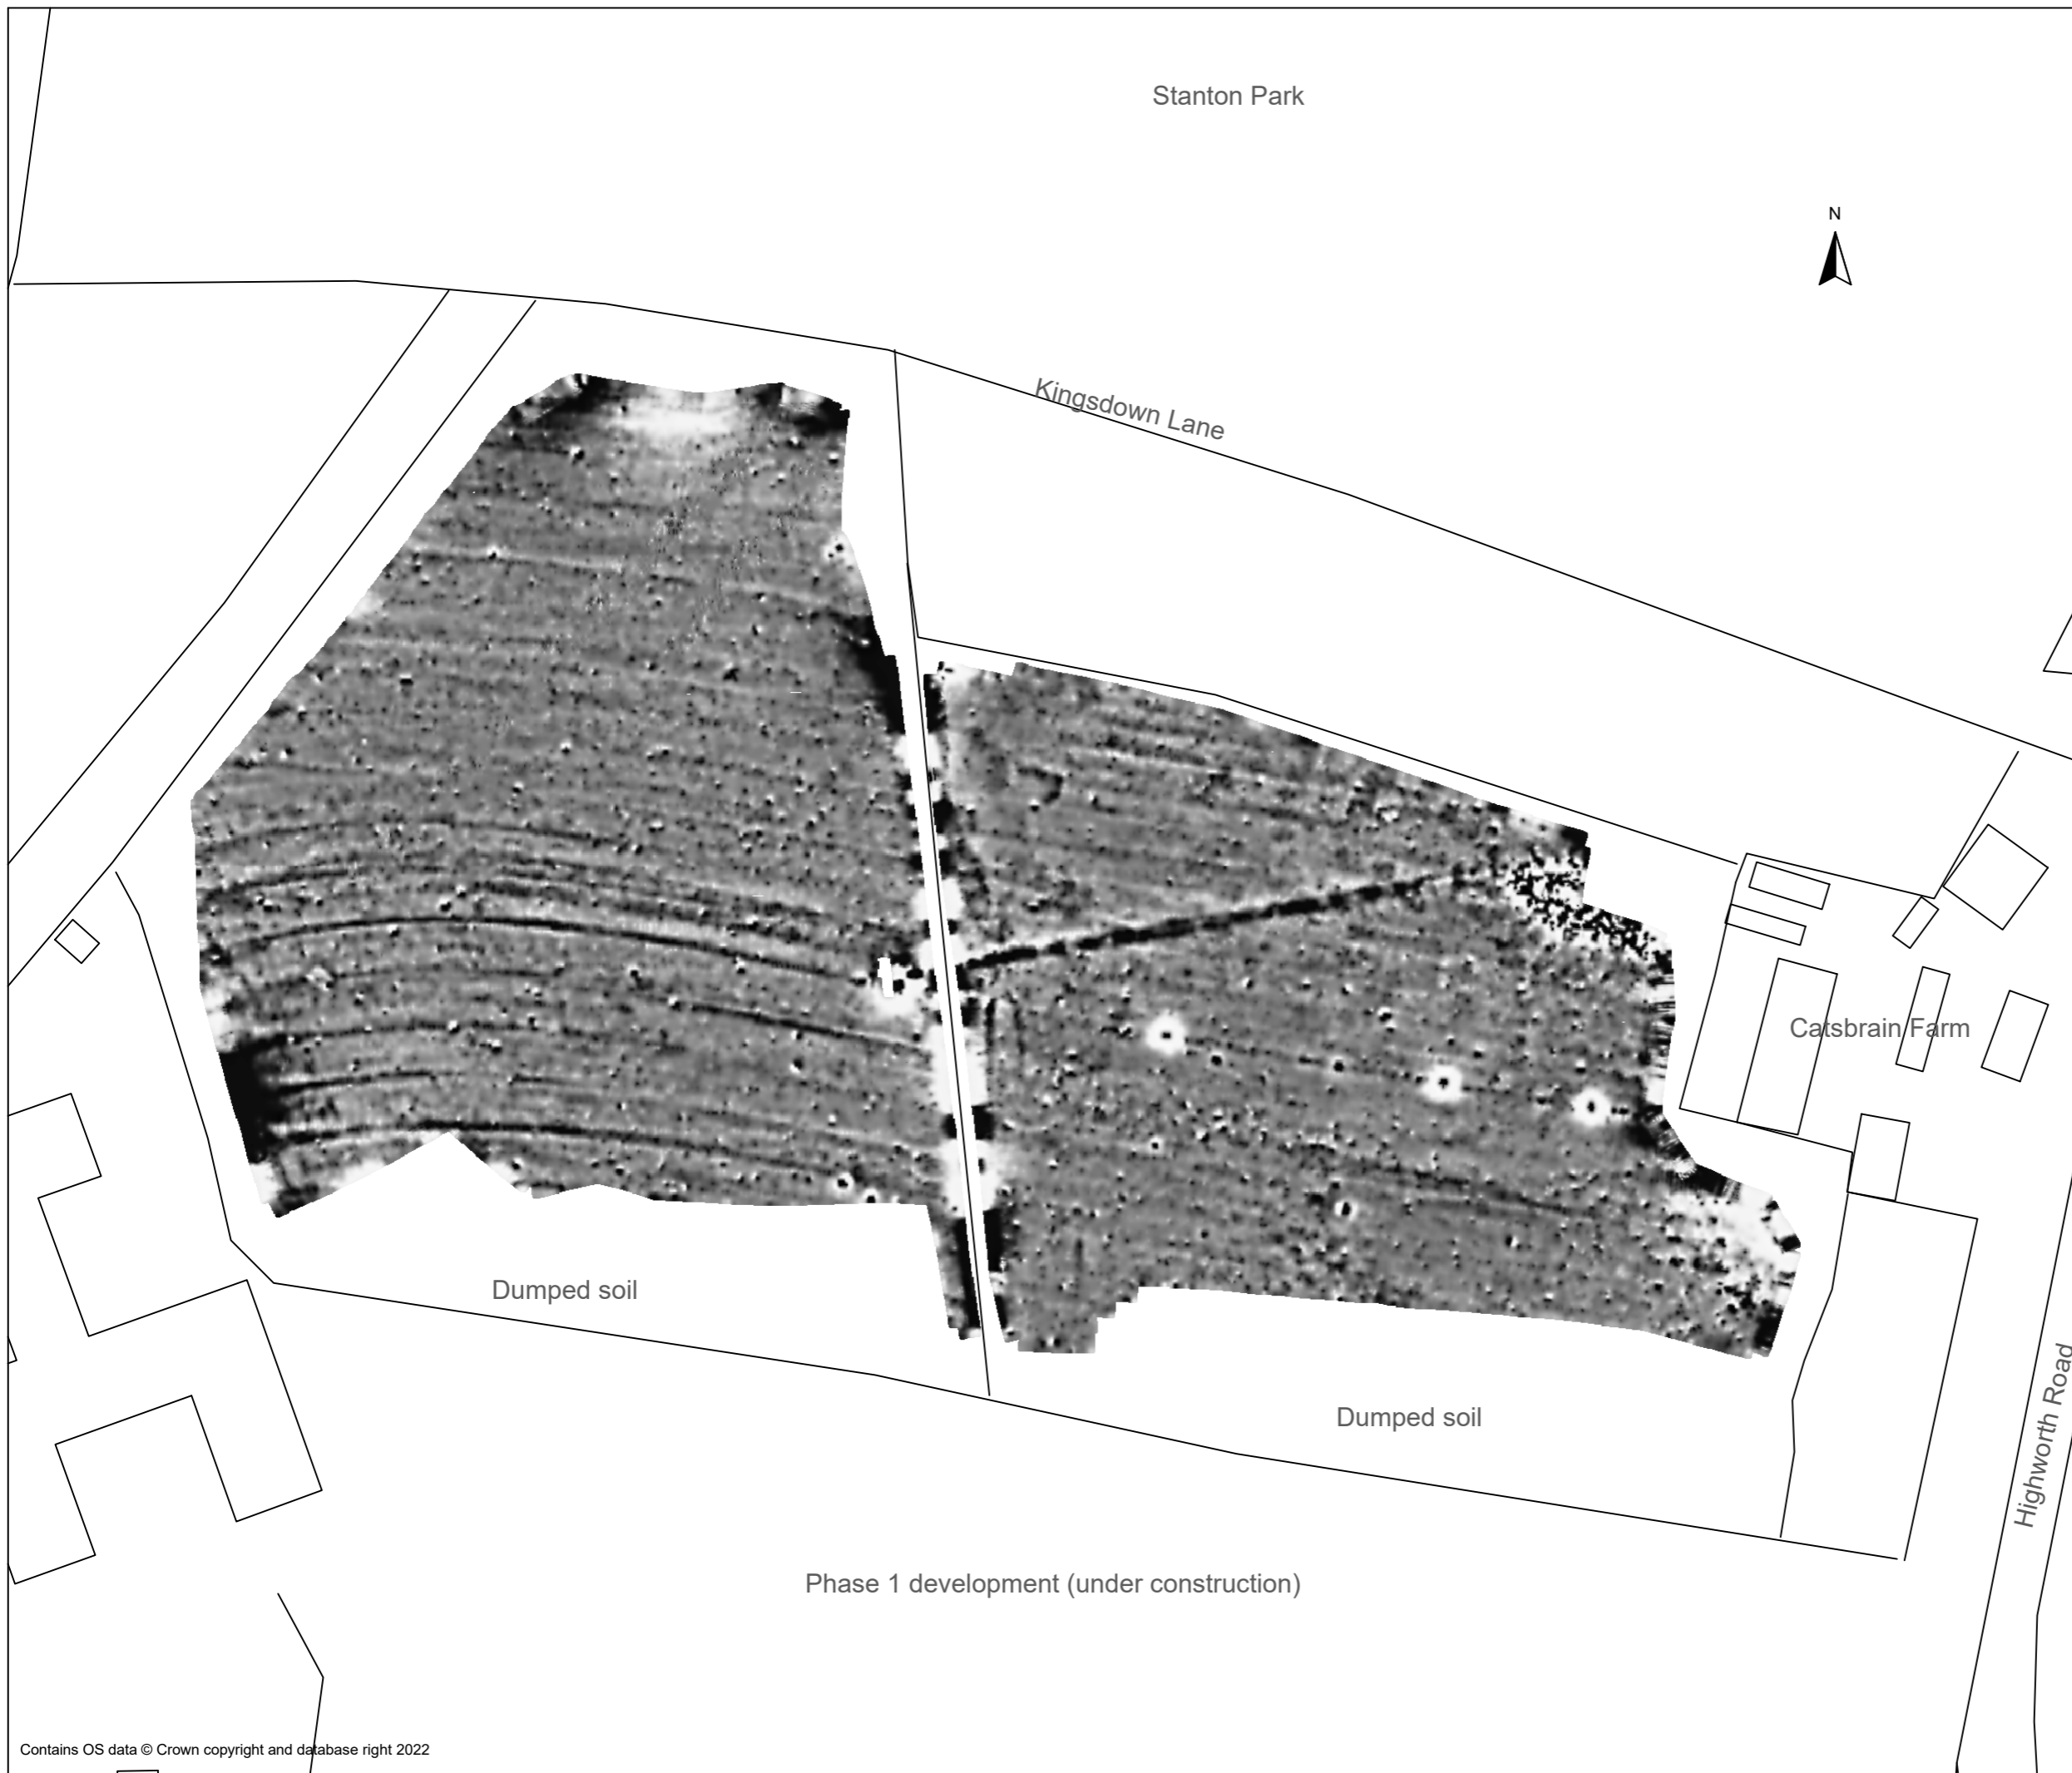 Stanton Park
N
Kingsdown Lane
Catsbrain Farm
Dumped soil
Dumped soil
Highworth Road
Phase 1 development (under construction)
Contains OS data © Crown copyright and database right 2022